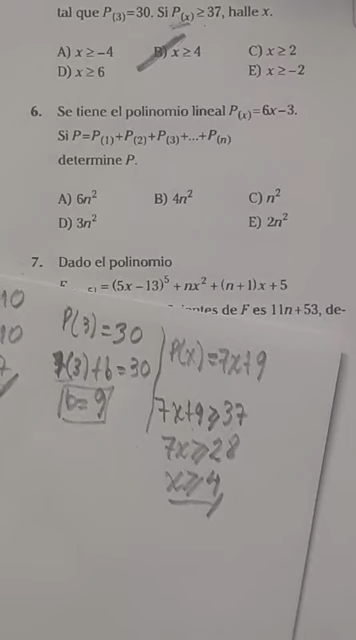 tal que P(3)=30. Si P(x)≥37, halle x.
A) x≥−4 B) x≥4 C) x≥2
D) x≥6 E) x≥−2
6. Se tiene el polinomio lineal P(x)=6x−3.
Si P=P(1)+P(2)+P(3)+...+P(n)
determine P.
A) 6n² B) 4n² C) n²
D) 3n² E) 2n²
7. Dado el polinomio
=(5x−13)⁵+nx²+(n+1)x+5
de F es 11n+53, de-
10
10
P(3)=30
7(3)+b=30
b=9
P(x)=7x+9
7x+9≥37
7x≥28
x≥4